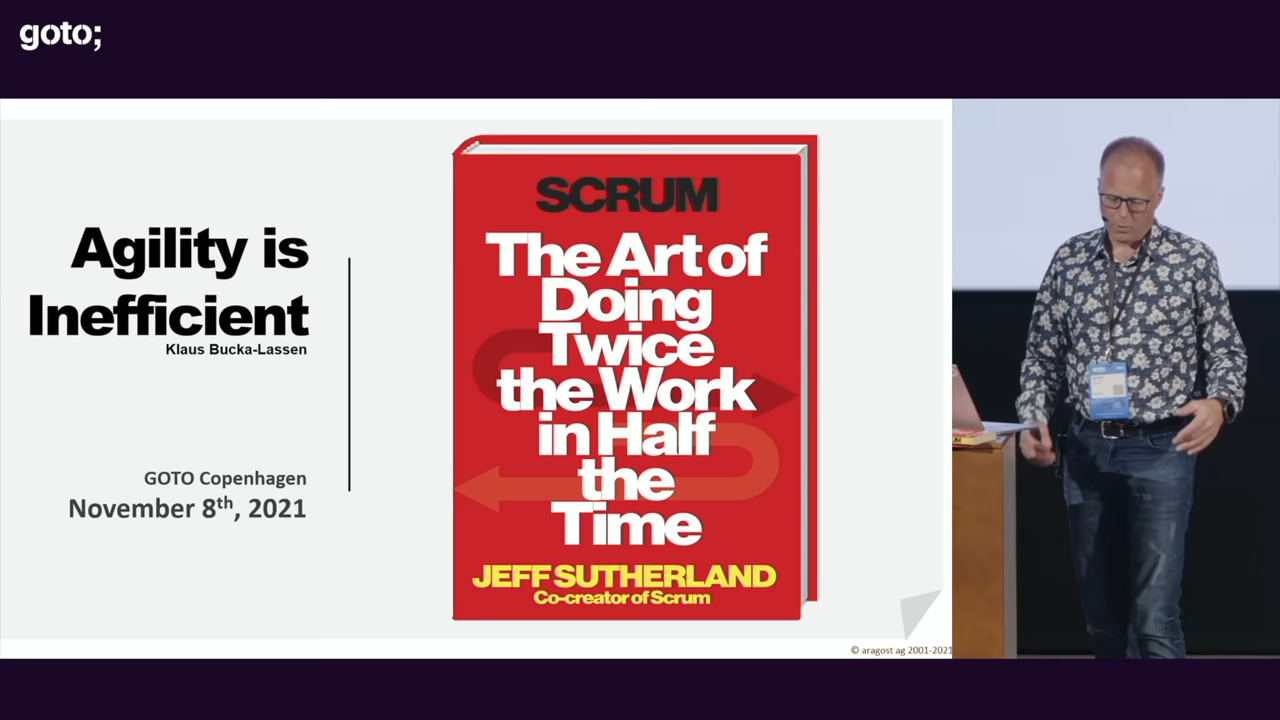 goto;
Agility is
Inefficient
Klaus Bucka-Lassen
GOTO Copenhagen
November 8th, 2021
SCRUM
The Art of
Doing
Twice
the Work
in Half
the
Time
JEFF SUTHERLAND
Co-creator of Scrum
© aragost ag 2001-2021